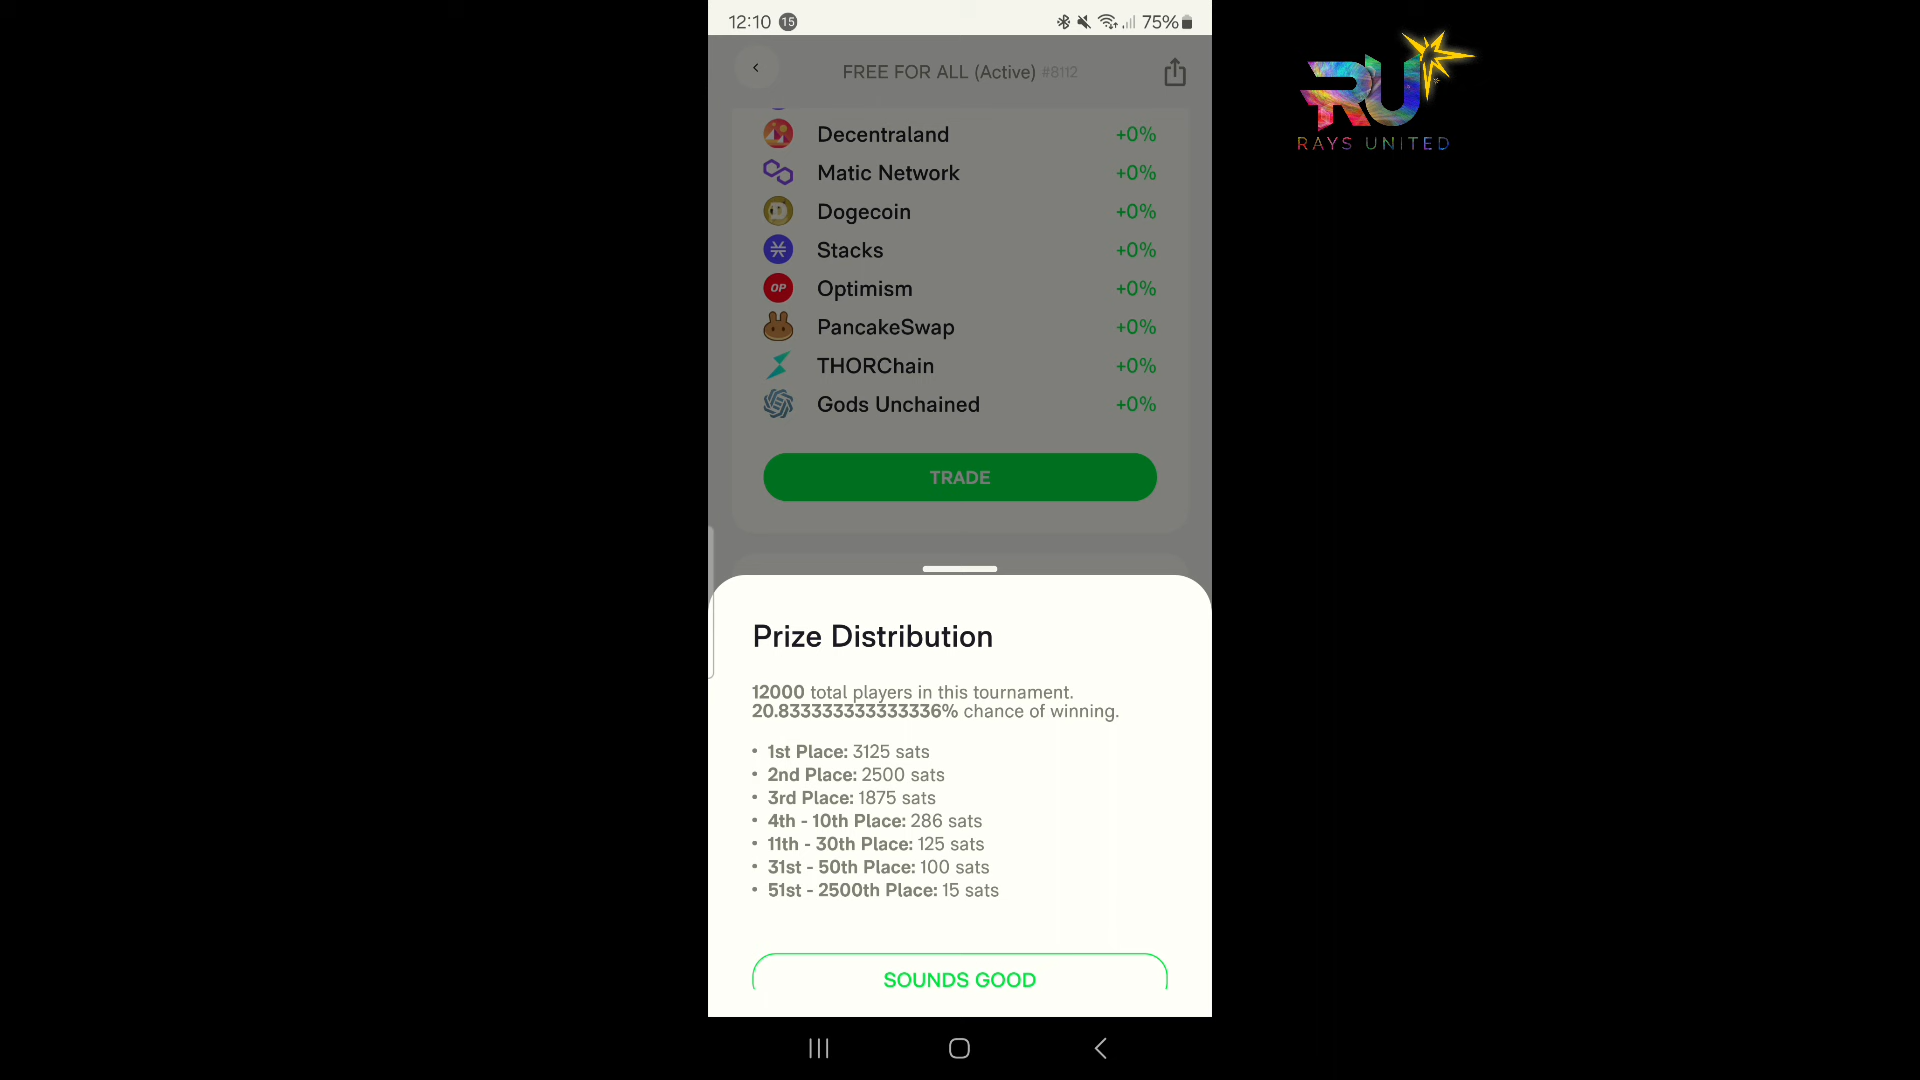 12:10 15 75%
FREE FOR ALL (Active) #8112
Decentraland +0%
Matic Network +0%
Dogecoin +0%
Stacks +0%
OP Optimism +0%
PancakeSwap +0%
THORChain +0%
Gods Unchained +0%
TRADE
Prize Distribution
12000 total players in this tournament.
20.833333333333336% chance of winning.
• 1st Place: 3125 sats
• 2nd Place: 2500 sats
• 3rd Place: 1875 sats
• 4th - 10th Place: 286 sats
• 11th - 30th Place: 125 sats
• 31st - 50th Place: 100 sats
• 51st - 2500th Place: 15 sats
SOUNDS GOOD
RU
RAYS UNITED